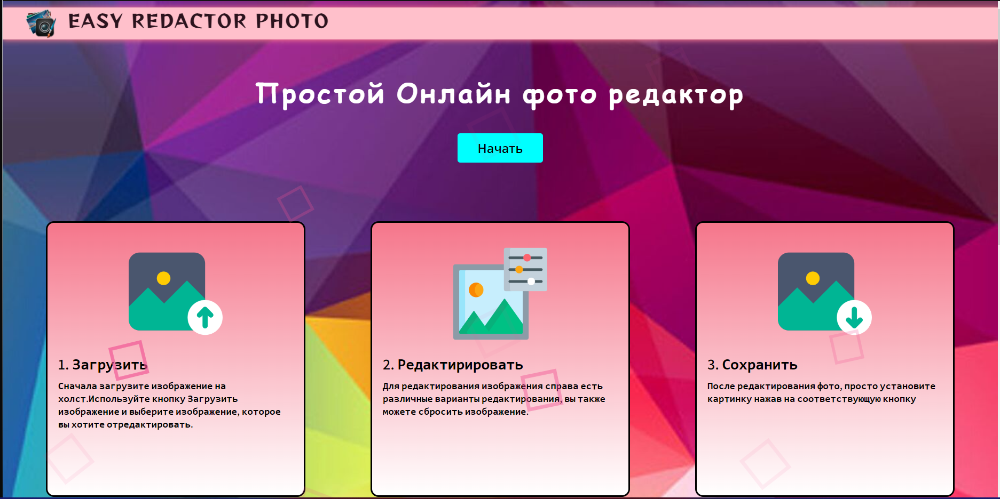 EASY REDACTOR PHOTO
Простой Онлайн фото редактор
Начать
1. Загрузить
Сначала загрузите изображение на
холст.Используйте кнопку Загрузить
изображение и выберите изображение, которое
вы хотите отредактировать.
2. Редактирировать
Для редактирования изображения справа есть
различные варианты редактирования, вы также
можете сбросить изображение.
3. Сохранить
После редактирования фото, просто установите
картинку нажав на соответствующую кнопку